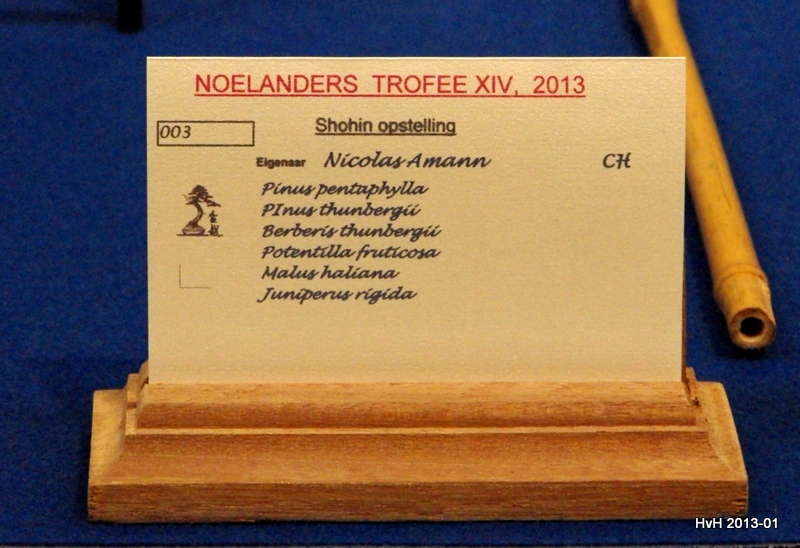 NOELANDERS TROFEE XIV, 2013
003
Shohin opstelling
Eigenaar Nicolas Amann CH
Pinus pentaphylla
PInus thunbergii
Berberis thunbergii
Potentilla fruticosa
Malus haliana
Juniperus rigida
HvH 2013-01